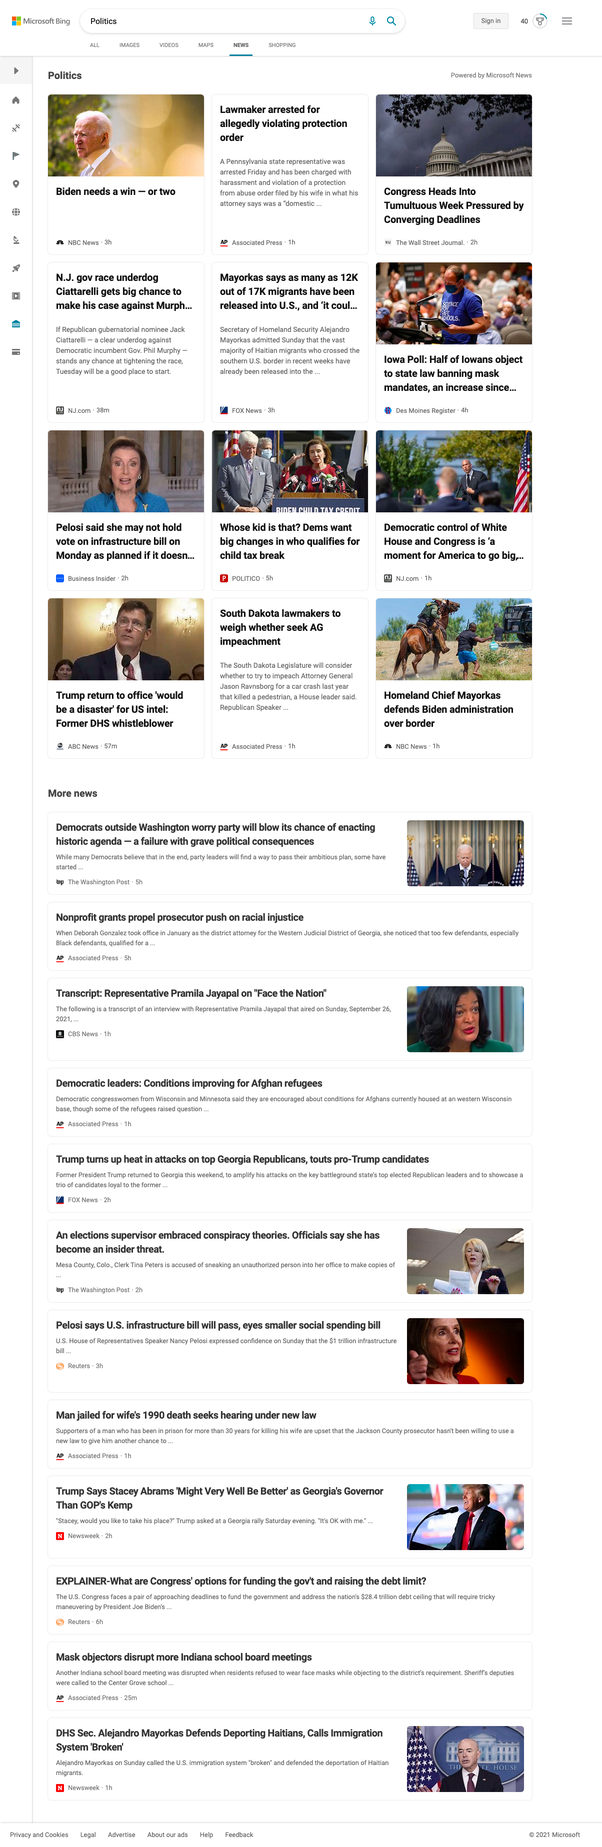 Microsoft Bing
Politics
Sign in
40
ALL
IMAGES
VIDEOS
MAPS
NEWS
SHOPPING
Politics
Powered by Microsoft News
Biden needs a win — or two
NBC News · 3h
Lawmaker arrested for
allegedly violating protection
order
A Pennsylvania state representative was
arrested Friday and has been charged with
harassment and violation of a protection
from abuse order filed by his wife in what his
attorney says was a "domestic ...
AP Associated Press · 1h
Congress Heads Into
Tumultuous Week Pressured by
Converging Deadlines
The Wall Street Journal. · 2h
N.J. gov race underdog
Ciattarelli gets big chance to
make his case against Murph...
If Republican gubernatorial nominee Jack
Ciattarelli — a clear underdog against
Democratic incumbent Gov. Phil Murphy —
stands any chance at tightening the race,
Tuesday will be a good place to start.
NJ.com · 38m
Mayorkas says as many as 12K
out of 17K migrants have been
released into U.S., and 'it coul...
Secretary of Homeland Security Alejandro
Mayorkas admitted Sunday that the vast
majority of Haitian migrants who crossed the
southern U.S. border in recent weeks have
already been released into the ...
FOX News · 3h
Iowa Poll: Half of Iowans object
to state law banning mask
mandates, an increase since...
Des Moines Register · 4h
Pelosi said she may not hold
vote on infrastructure bill on
Monday as planned if it doesn...
Business Insider · 2h
BIDEN CHILD TAX CREDIT
Whose kid is that? Dems want
big changes in who qualifies for
child tax break
P POLITICO · 5h
Democratic control of White
House and Congress is 'a
moment for America to go big,...
NJ.com · 1h
Trump return to office 'would
be a disaster' for US intel:
Former DHS whistleblower
ABC News · 57m
South Dakota lawmakers to
weigh whether seek AG
impeachment
The South Dakota Legislature will consider
whether to try to impeach Attorney General
Jason Ravnsborg for a car crash last year
that killed a pedestrian, a House leader said.
Republican Speaker ...
AP Associated Press · 1h
Homeland Chief Mayorkas
defends Biden administration
over border
NBC News · 1h
More news
Democrats outside Washington worry party will blow its chance of enacting
historic agenda — a failure with grave political consequences
While many Democrats believe that in the end, party leaders will find a way to pass their ambitious plan, some have
started ...
wp The Washington Post · 5h
Nonprofit grants propel prosecutor push on racial injustice
When Deborah Gonzalez took office in January as the district attorney for the Western Judicial District of Georgia, she noticed that too few defendants, especially
Black defendants, qualified for a ...
AP Associated Press · 5h
Transcript: Representative Pramila Jayapal on "Face the Nation"
The following is a transcript of an interview with Representative Pramila Jayapal that aired on Sunday, September 26,
2021, ...
CBS News · 1h
Democratic leaders: Conditions improving for Afghan refugees
Democratic congresswomen from Wisconsin and Minnesota said they are encouraged about conditions for Afghans currently housed at an western Wisconsin
base, though some of the refugees raised question ...
AP Associated Press · 1h
Trump turns up heat in attacks on top Georgia Republicans, touts pro-Trump candidates
Former President Trump returned to Georgia this weekend, to amplify his attacks on the key battleground state's top elected Republican leaders and to showcase a
trio of candidates loyal to the former ...
FOX News · 2h
An elections supervisor embraced conspiracy theories. Officials say she has
become an insider threat.
Mesa County, Colo., Clerk Tina Peters is accused of sneaking an unauthorized person into her office to make copies of
...
wp The Washington Post · 2h
Pelosi says U.S. infrastructure bill will pass, eyes smaller social spending bill
U.S. House of Representatives Speaker Nancy Pelosi expressed confidence on Sunday that the $1 trillion infrastructure
bill ...
Reuters · 3h
Man jailed for wife's 1990 death seeks hearing under new law
Supporters of a man who has been in prison for more than 30 years for killing his wife are upset that the Jackson County prosecutor hasn't been willing to use a
new law to give him another chance to ...
AP Associated Press · 1h
Trump Says Stacey Abrams 'Might Very Well Be Better' as Georgia's Governor
Than GOP's Kemp
"Stacey, would you like to take his place?" Trump asked at a Georgia rally Saturday evening. "It's OK with me." ...
N Newsweek · 2h
EXPLAINER-What are Congress' options for funding the gov't and raising the debt limit?
The U.S. Congress faces a pair of approaching deadlines to fund the government and address the nation's $28.4 trillion debt ceiling that will require tricky
maneuvering by President Joe Biden's ...
Reuters · 6h
Mask objectors disrupt more Indiana school board meetings
Another Indiana school board meeting was disrupted when residents refused to wear face masks while objecting to the district's requirement. Sheriff's deputies
were called to the Center Grove school ...
AP Associated Press · 25m
DHS Sec. Alejandro Mayorkas Defends Deporting Haitians, Calls Immigration
System 'Broken'
Alejandro Mayorkas on Sunday called the U.S. immigration system "broken" and defended the deportation of Haitian
migrants.
N Newsweek · 1h
Privacy and Cookies
Legal
Advertise
About our ads
Help
Feedback
© 2021 Microsoft